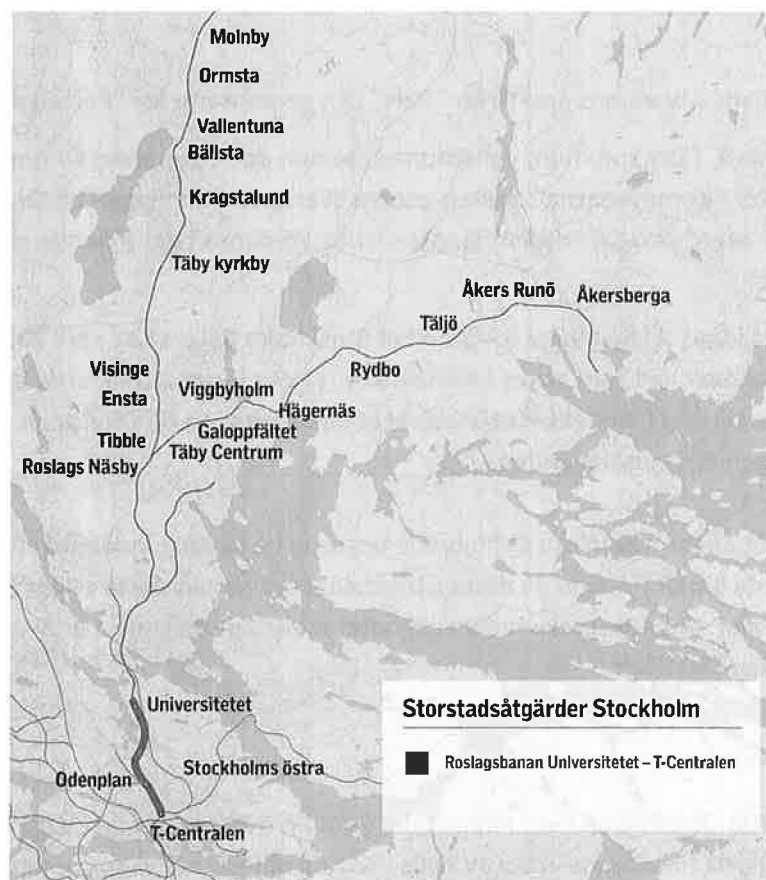 Molnby
Ormsta
Vallentuna
Bällsta
Kragstalund
Täby kyrkby
Åkers Runö
Åkersberga
Täljö
Rydbo
Visinge
Ensta
Viggbyholm
Hägernäs
Galoppfältet
Tibble
Täby Centrum
Roslags Näsby
Universitetet
Storstadsåtgärder Stockholm
Roslagsbanan Universitetet – T-Centralen
Stockholms östra
Odenplan
T-Centralen